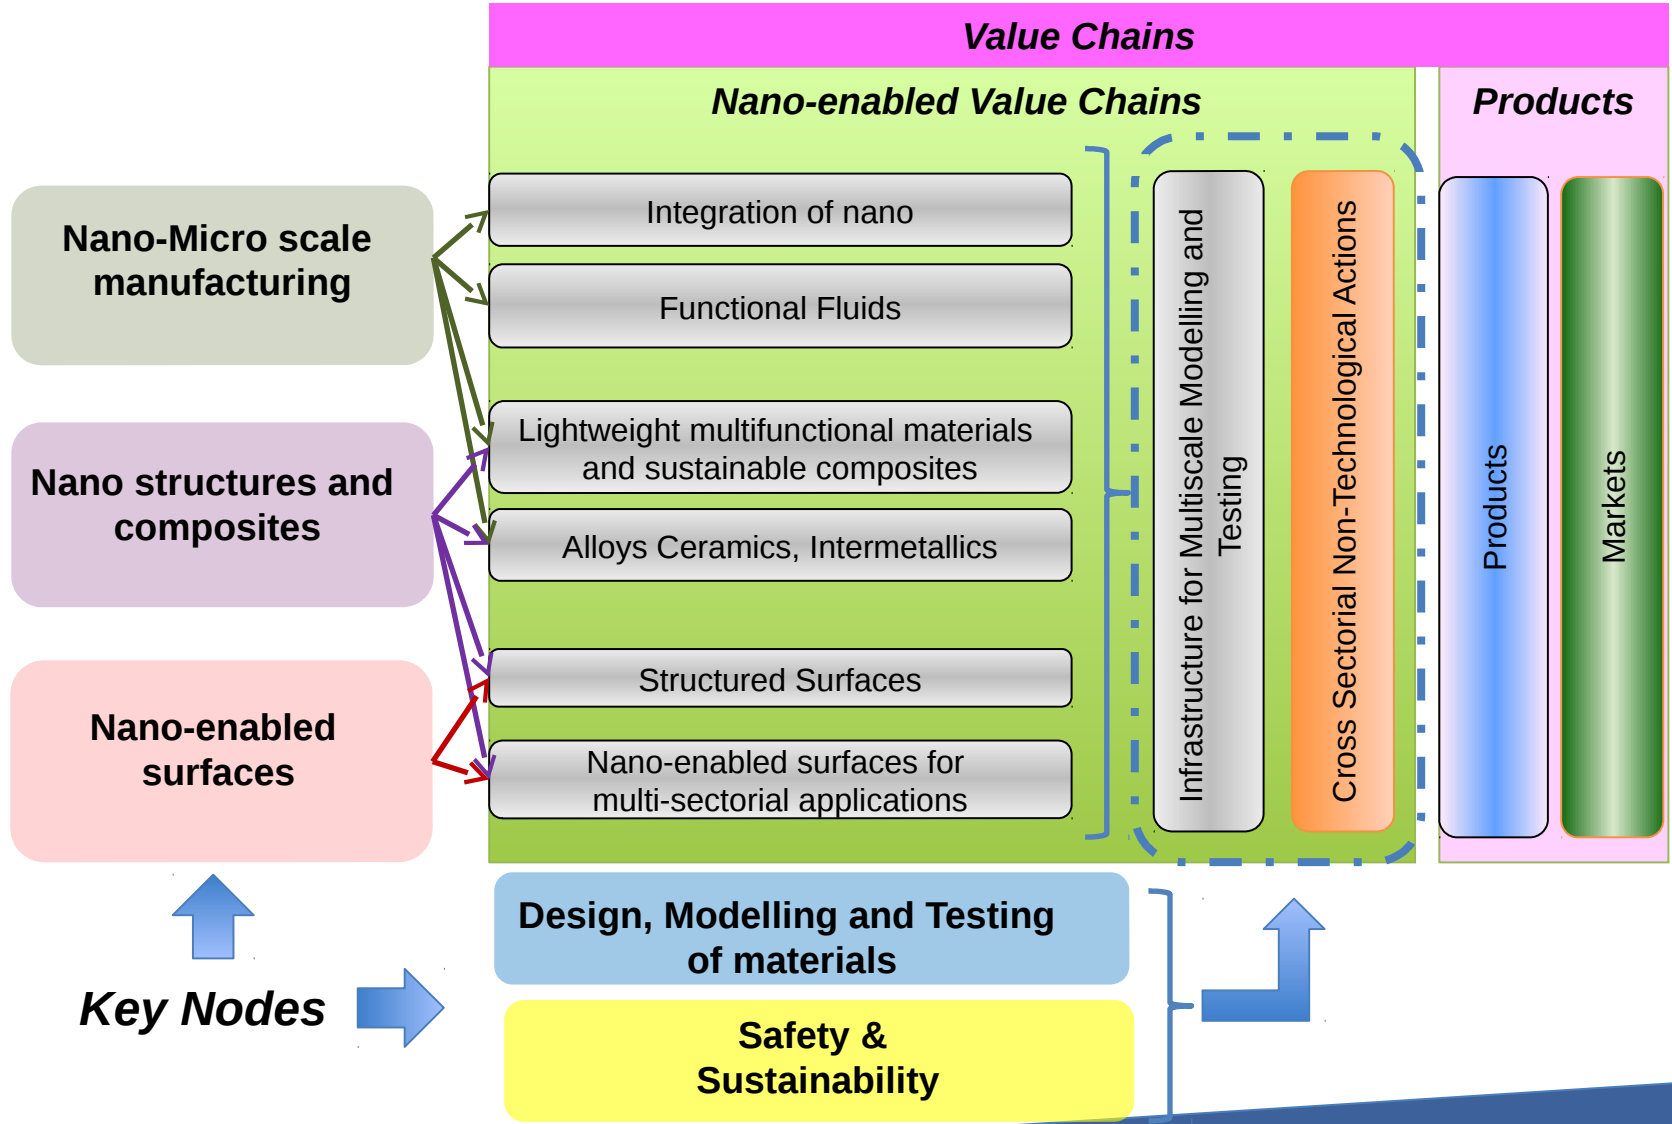 Value Chains
Nano-enabled Value Chains
Products
Nano-Micro scale
manufacturing
Nano structures and
composites
Nano-enabled
surfaces
Integration of nano
Functional Fluids
Lightweight multifunctional materials
and sustainable composites
Alloys Ceramics, Intermetallics
Structured Surfaces
Nano-enabled surfaces for
multi-sectorial applications
Infrastructure for Multiscale Modelling and
Testing
Cross Sectorial Non-Technological Actions
Products
Markets
Key Nodes
Design, Modelling and Testing
of materials
Safety &
Sustainability